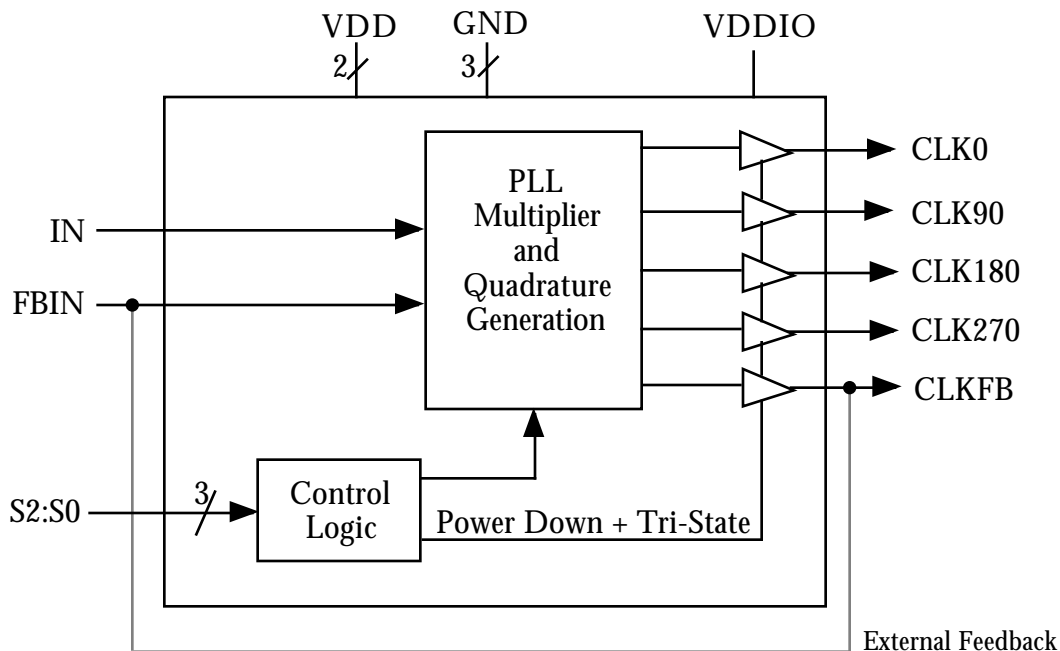 VDD
GND
VDDIO
2
3
PLL
Multiplier
and
Quadrature
Generation
IN
FBIN
CLK0
CLK90
CLK180
CLK270
CLKFB
S2:S0
3
Control
Logic
Power Down + Tri-State
External Feedback